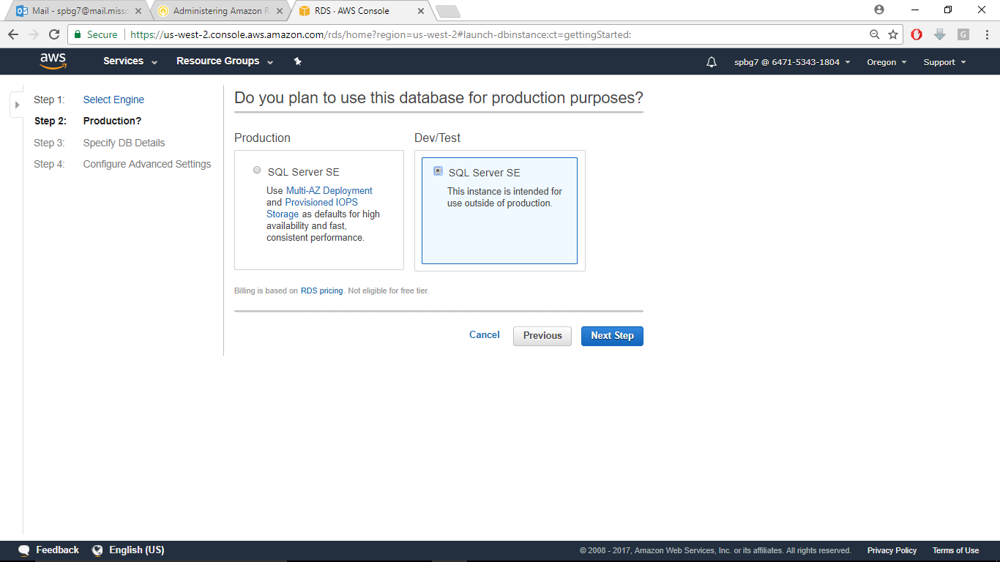 Mail - spbg7@mail.missc
Administering Amazon R
RDS · AWS Console
Secure
https://us-west-2.console.aws.amazon.com/rds/home?region=us-west-2#launch-dbinstance:ct=gettingStarted:
G
aws
Services
Resource Groups
spbg7 @ 6471-5343-1804
Oregon
Support
Step 1: Select Engine
Step 2: Production?
Step 3: Specify DB Details
Step 4: Configure Advanced Settings
Do you plan to use this database for production purposes?
Production
SQL Server SE
Use Multi-AZ Deployment
and Provisioned IOPS
Storage as defaults for high
availability and fast,
consistent performance.
Dev/Test
SQL Server SE
This instance is intended for
use outside of production.
Billing is based on RDS pricing. Not eligible for free tier.
Cancel
Previous
Next Step
Feedback
English (US)
© 2008 - 2017, Amazon Web Services, Inc. or its affiliates. All rights reserved.
Privacy Policy
Terms of Use